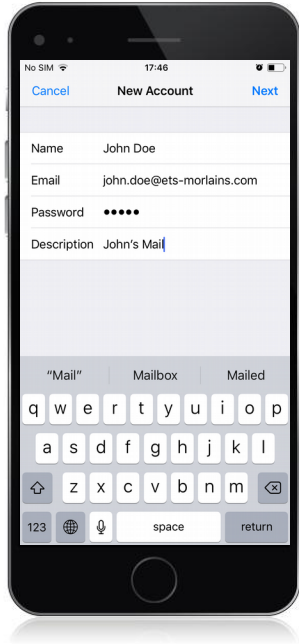 No SIM 17:46
Cancel New Account Next
Name John Doe
Email john.doe@ets-morlains.com
Password •••••
Description John's Mail
“Mail” Mailbox Mailed
q w e r t y u i o p
a s d f g h j k l
z x c v b n m
123 space return